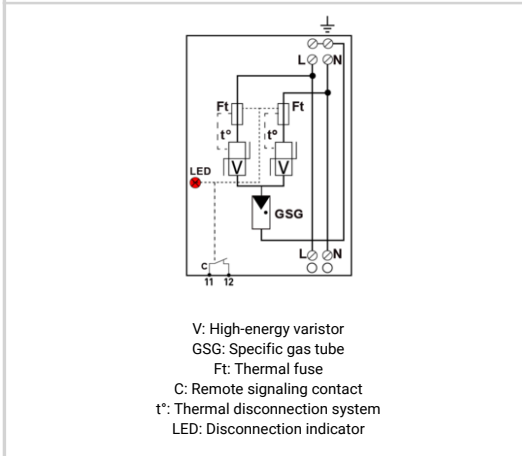 L N
Ft Ft
t° t°
V V
LED
GSG
L N
C
11 12
V: High-energy varistor
GSG: Specific gas tube
Ft: Thermal fuse
C: Remote signaling contact
t°: Thermal disconnection system
LED: Disconnection indicator